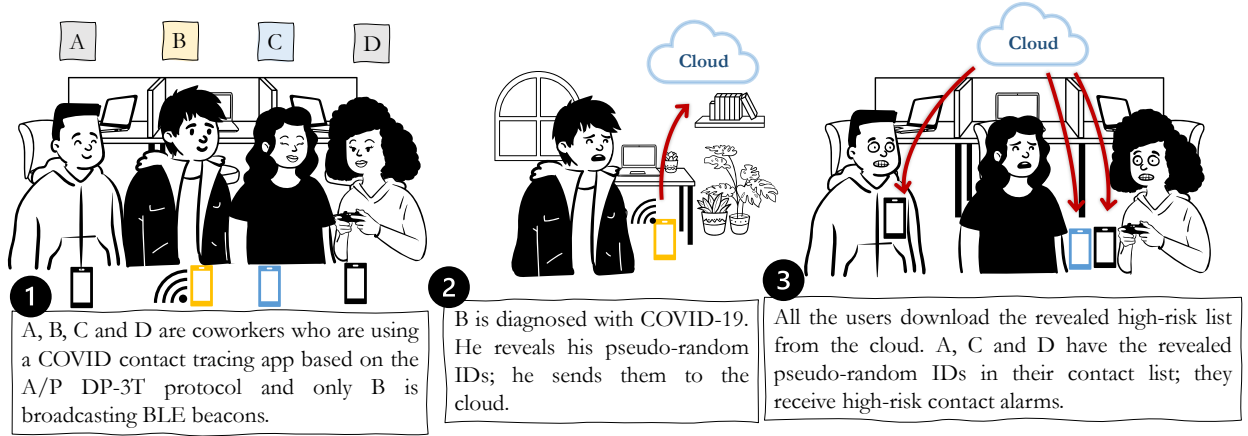 A
B
C
D
Cloud
Cloud
1
A, B, C and D are coworkers who are using
a COVID contact tracing app based on the
A/P DP-3T protocol and only B is
broadcasting BLE beacons.
2
B is diagnosed with COVID-19.
He reveals his pseudo-random
IDs; he sends them to the
cloud.
3
All the users download the revealed high-risk list
from the cloud. A, C and D have the revealed
pseudo-random IDs in their contact list; they
receive high-risk contact alarms.